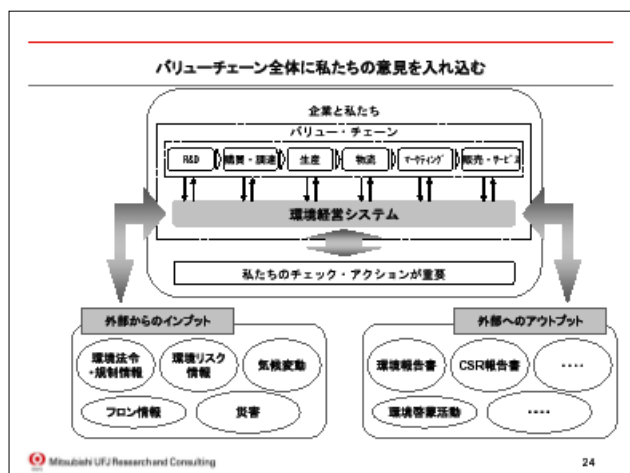 バリューチェーン全体に私たちの意見を入れ込む
企業と私たち
バリュー・チェーン
R&D
購買・調達
生産
物流
マーケティング
販売・サービス
環境経営システム
私たちのチェック・アクションが重要
外部からのインプット
環境法令
・規制情報
環境リスク
情報
気候変動
フロン情報
災害
外部へのアウトプット
環境報告書
CSR報告書
・・・・
環境啓蒙活動
・・・・
Mitsubishi UFJ Research and Consulting
24